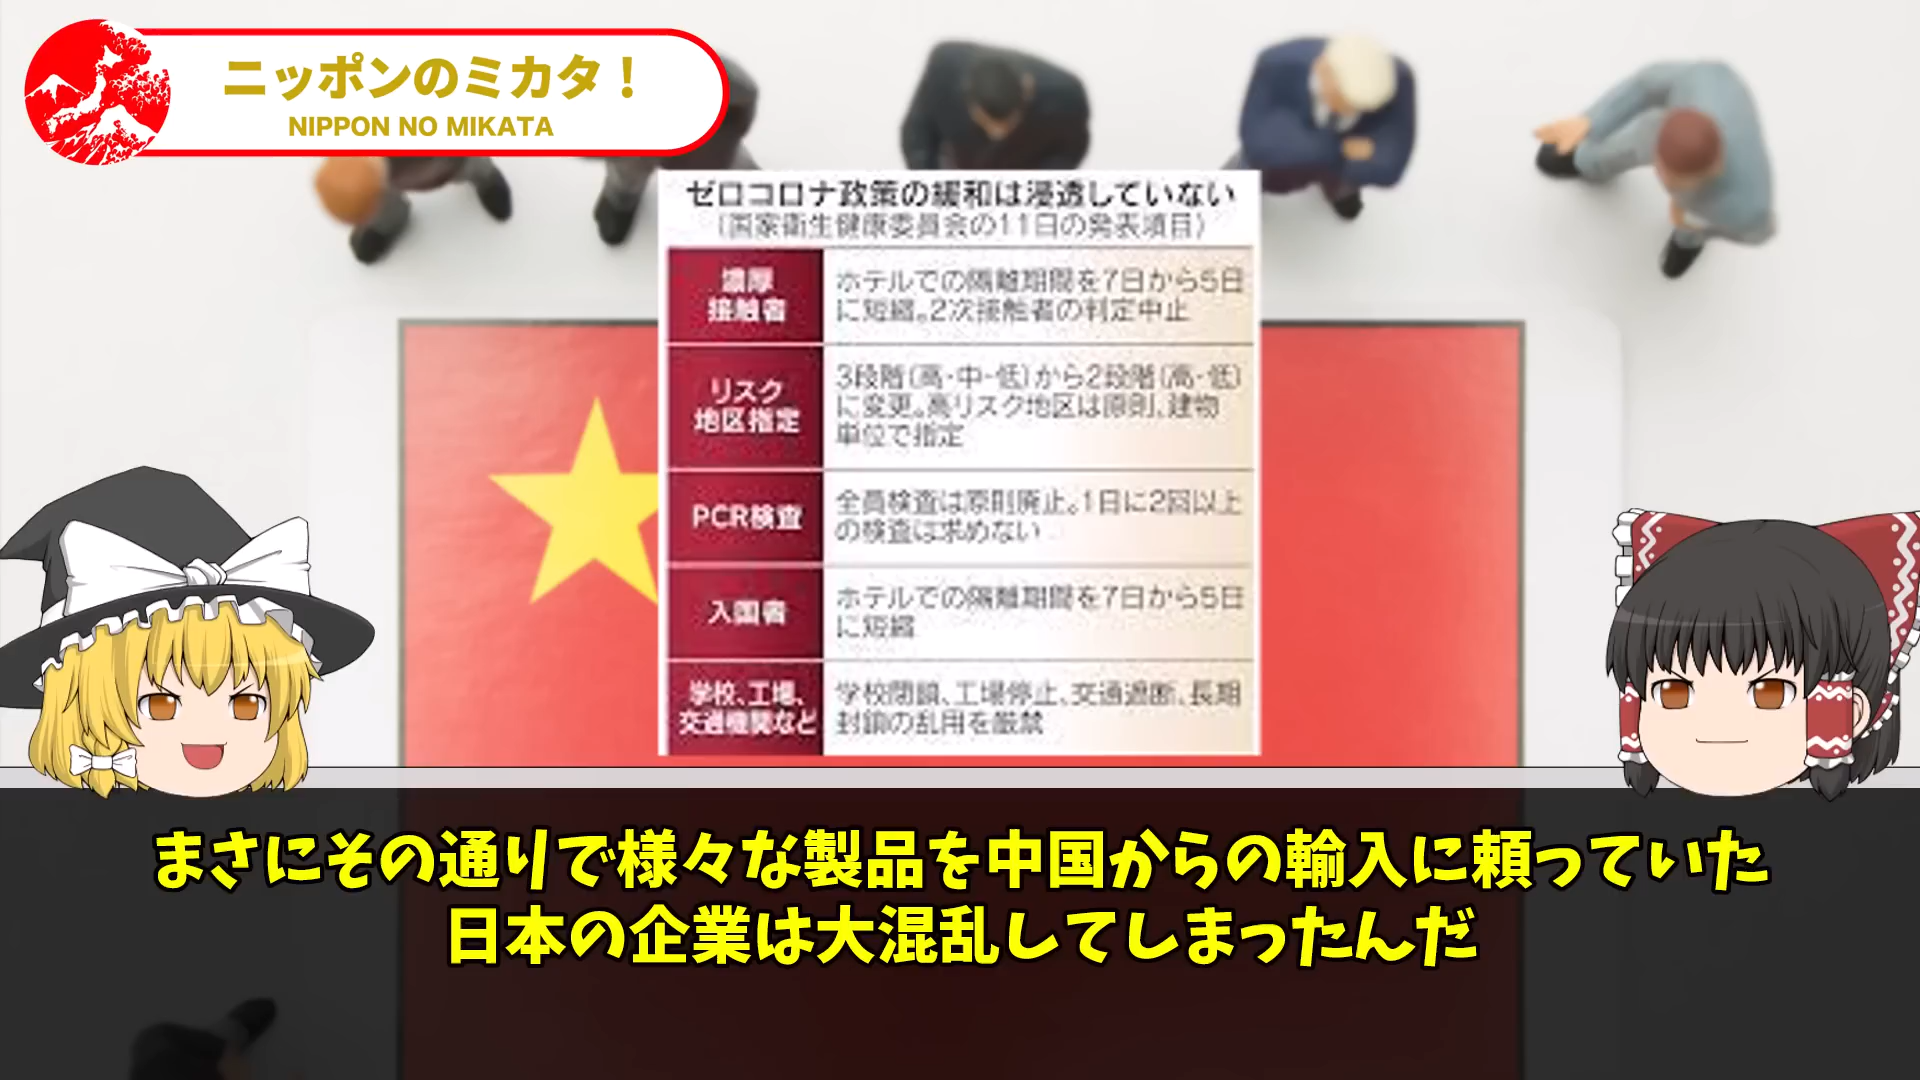 ニッポンのミカタ！
NIPPON NO MIKATA
ゼロコロナ政策の緩和は浸透していない
（国家衛生健康委員会の11日の発表項目）
濃厚
接触者
ホテルでの隔離期間を7日から5日
に短縮。2次接触者の判定中止
リスク
地区指定
3段階（高・中・低）から2段階（高・低）
に変更。高リスク地区は原則、建物
単位で指定
PCR検査
全員検査は原則廃止。1日に2回以上
の検査は求めない
入国者
ホテルでの隔離期間を7日から5日
に短縮
学校、工場、
交通機関など
学校閉鎖、工場停止、交通遮断、長期
封鎖の乱用を厳禁
まさにその通りで様々な製品を中国からの輸入に頼っていた
日本の企業は大混乱してしまったんだ